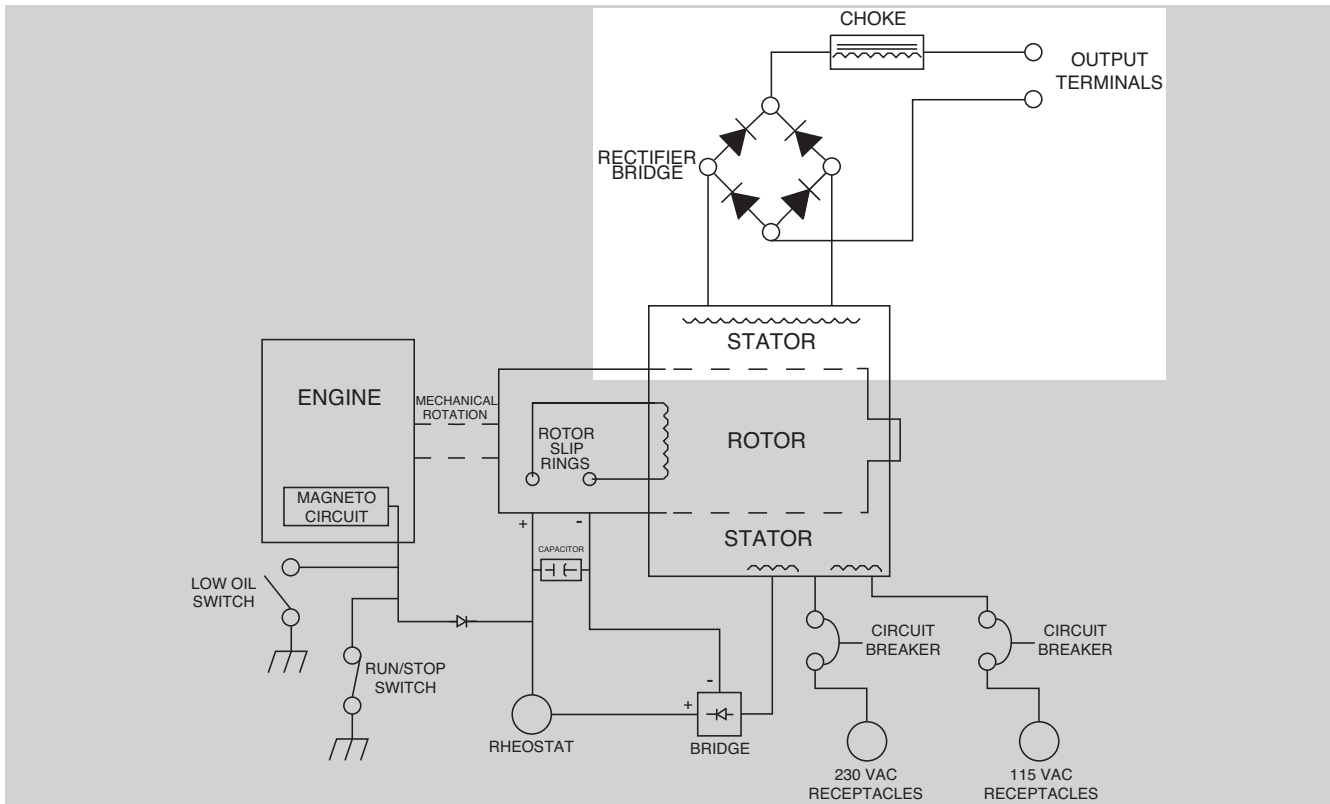 CHOKE
OUTPUT
TERMINALS
RECTIFIER
BRIDGE
STATOR
ENGINE
MECHANICAL
ROTATION
ROTOR
SLIP
RINGS
ROTOR
MAGNETO
CIRCUIT
+
-
STATOR
CAPACITOR
LOW OIL
SWITCH
CIRCUIT
BREAKER
CIRCUIT
BREAKER
RUN/STOP
SWITCH
-
+
RHEOSTAT
BRIDGE
230 VAC
RECEPTACLES
115 VAC
RECEPTACLES